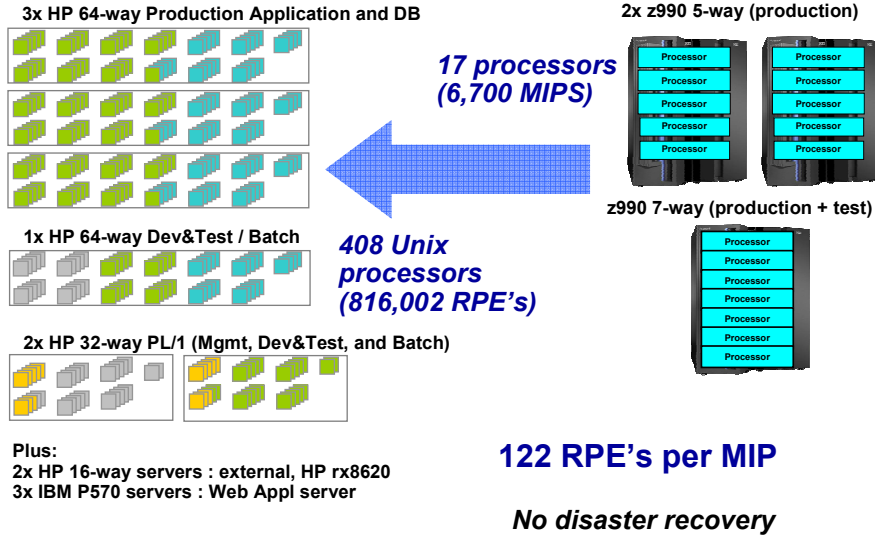 3x HP 64-way Production Application and DB
2x z990 5-way (production)
17 processors
(6,700 MIPS)
Processor
Processor
Processor
Processor
Processor
Processor
Processor
Processor
Processor
Processor
z990 7-way (production + test)
1x HP 64-way Dev&Test / Batch
408 Unix
processors
(816,002 RPE's)
Processor
Processor
Processor
Processor
Processor
Processor
Processor
2x HP 32-way PL/1 (Mgmt, Dev&Test, and Batch)
Plus:
2x HP 16-way servers : external, HP rx8620
3x IBM P570 servers : Web Appl server
122 RPE's per MIP
No disaster recovery